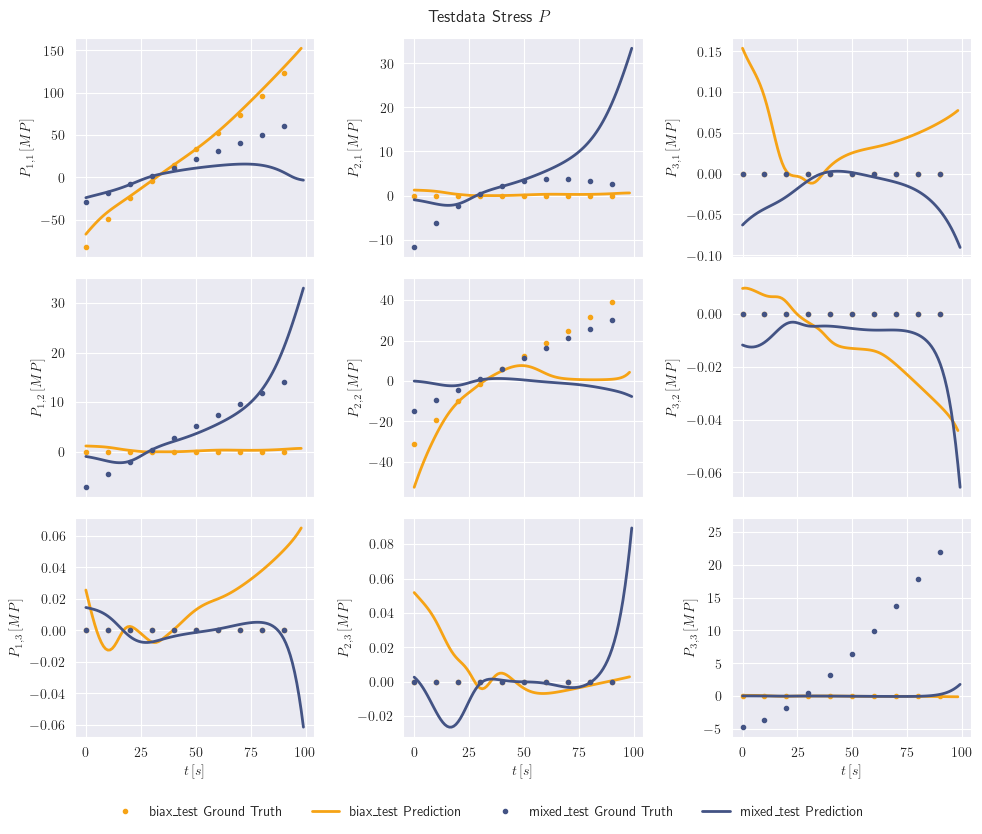 Testdata Stress P
150
100
50
0
−50
P1,1 [MP]
30
20
10
0
−10
P2,1 [MP]
0.15
0.10
0.05
0.00
−0.05
−0.10
P3,1 [MP]
30
20
10
0
P1,2 [MP]
40
20
0
−20
−40
P2,2 [MP]
0.00
−0.02
−0.04
−0.06
P3,2 [MP]
0.06
0.04
0.02
0.00
−0.02
−0.04
−0.06
P1,3 [MP]
0 25 50 75 100
t [s]
0.08
0.06
0.04
0.02
0.00
−0.02
P2,3 [MP]
0 25 50 75 100
t [s]
25
20
15
10
5
0
−5
P3,3 [MP]
0 25 50 75 100
t [s]
biax_test Ground Truth biax_test Prediction mixed_test Ground Truth mixed_test Prediction